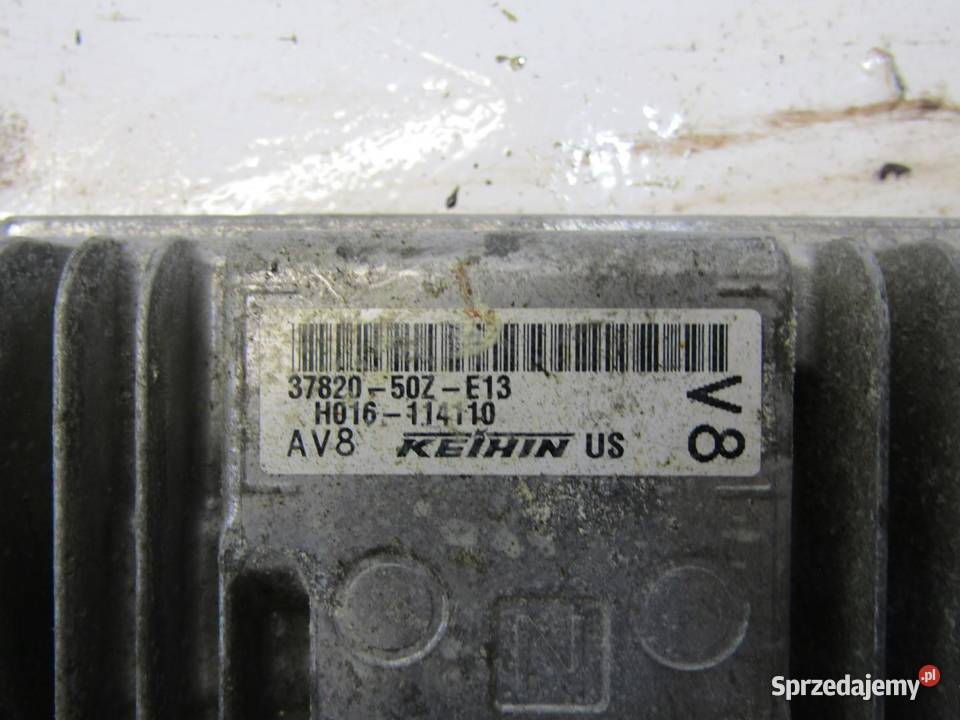 37820-50Z-E13
H016-114110
AV8 KEIHIN US
V8
N
Sprzedajemy.pl